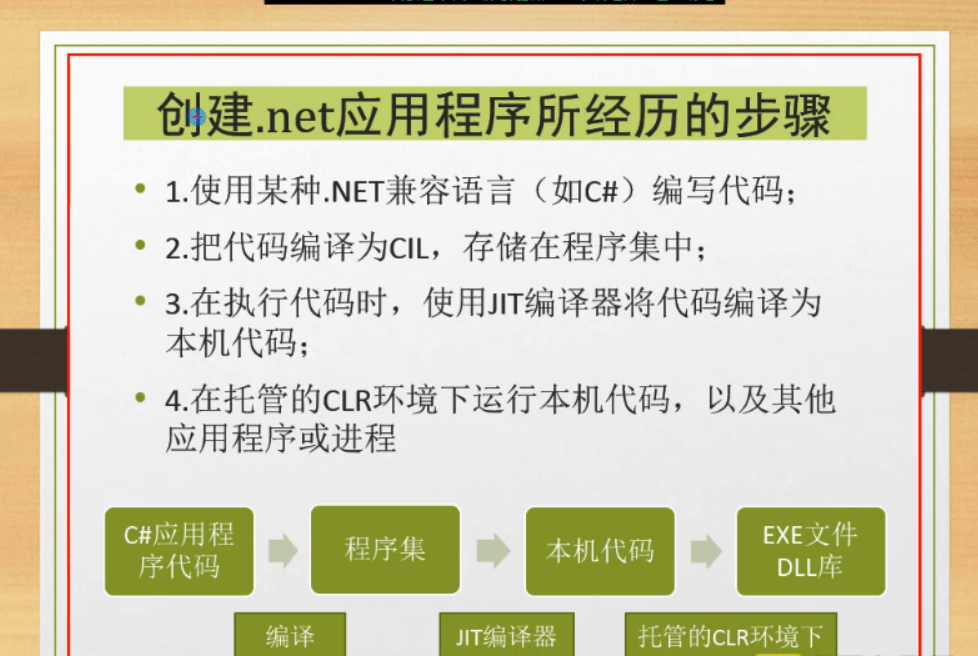 创建.net应用程序所经历的步骤
• 1.使用某种.NET兼容语言（如C#）编写代码；
• 2.把代码编译为CIL，存储在程序集中；
• 3.在执行代码时，使用JIT编译器将代码编译为
本机代码；
• 4.在托管的CLR环境下运行本机代码，以及其他
应用程序或进程
C#应用程
序代码
程序集
本机代码
EXE文件
DLL库
编译
JIT编译器
托管的CLR环境下